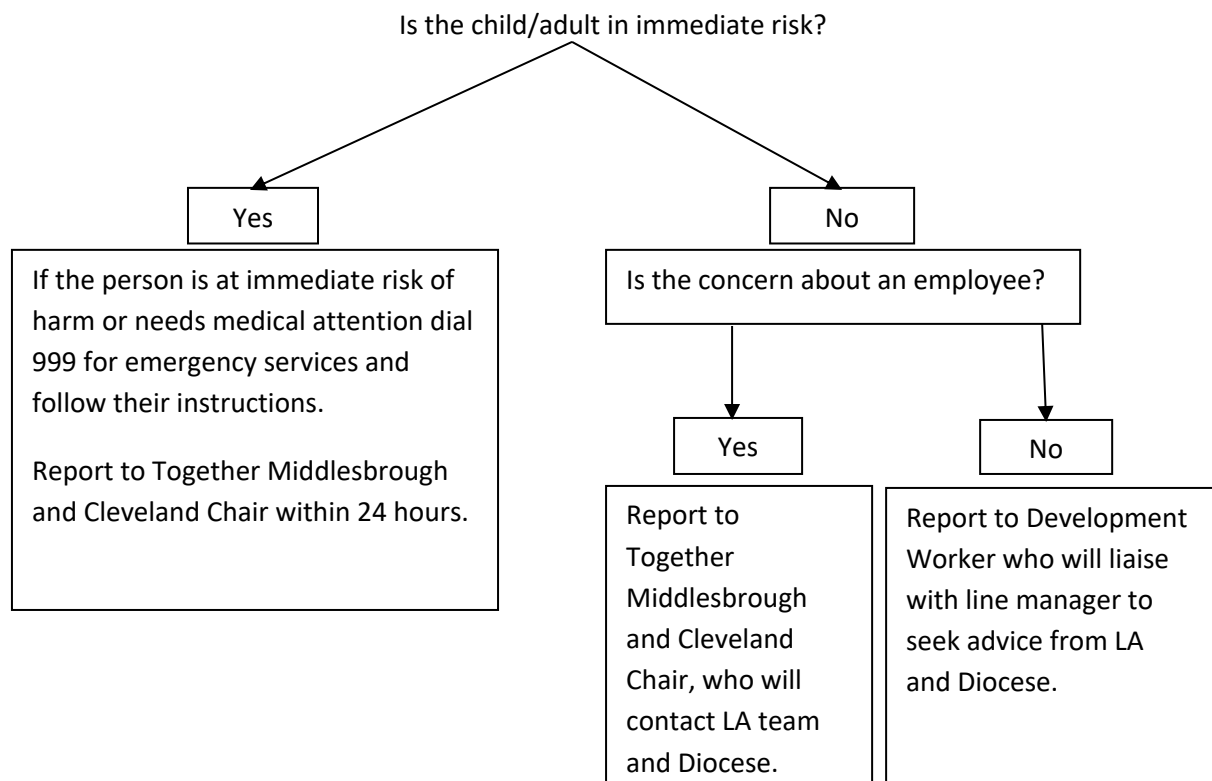 Is the child/adult in immediate risk?
Yes
If the person is at immediate risk of
harm or needs medical attention dial
999 for emergency services and
follow their instructions.
Report to Together Middlesbrough
and Cleveland Chair within 24 hours.
No
Is the concern about an employee?
Yes
Report to
Together
Middlesbrough
and Cleveland
Chair, who will
contact LA team
and Diocese.
No
Report to Development
Worker who will liaise
with line manager to
seek advice from LA
and Diocese.